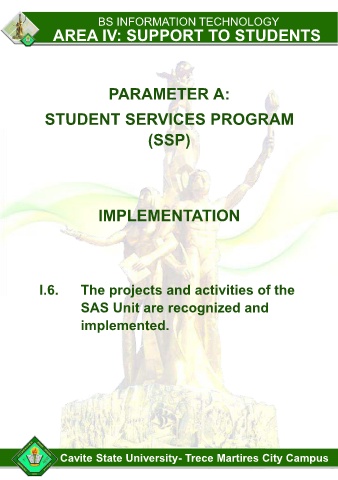 BS INFORMATION TECHNOLOGY
AREA IV: SUPPORT TO STUDENTS
PARAMETER A:
STUDENT SERVICES PROGRAM
(SSP)
IMPLEMENTATION
I.6. The projects and activities of the
SAS Unit are recognized and
implemented.
Cavite State University- Trece Martires City Campus